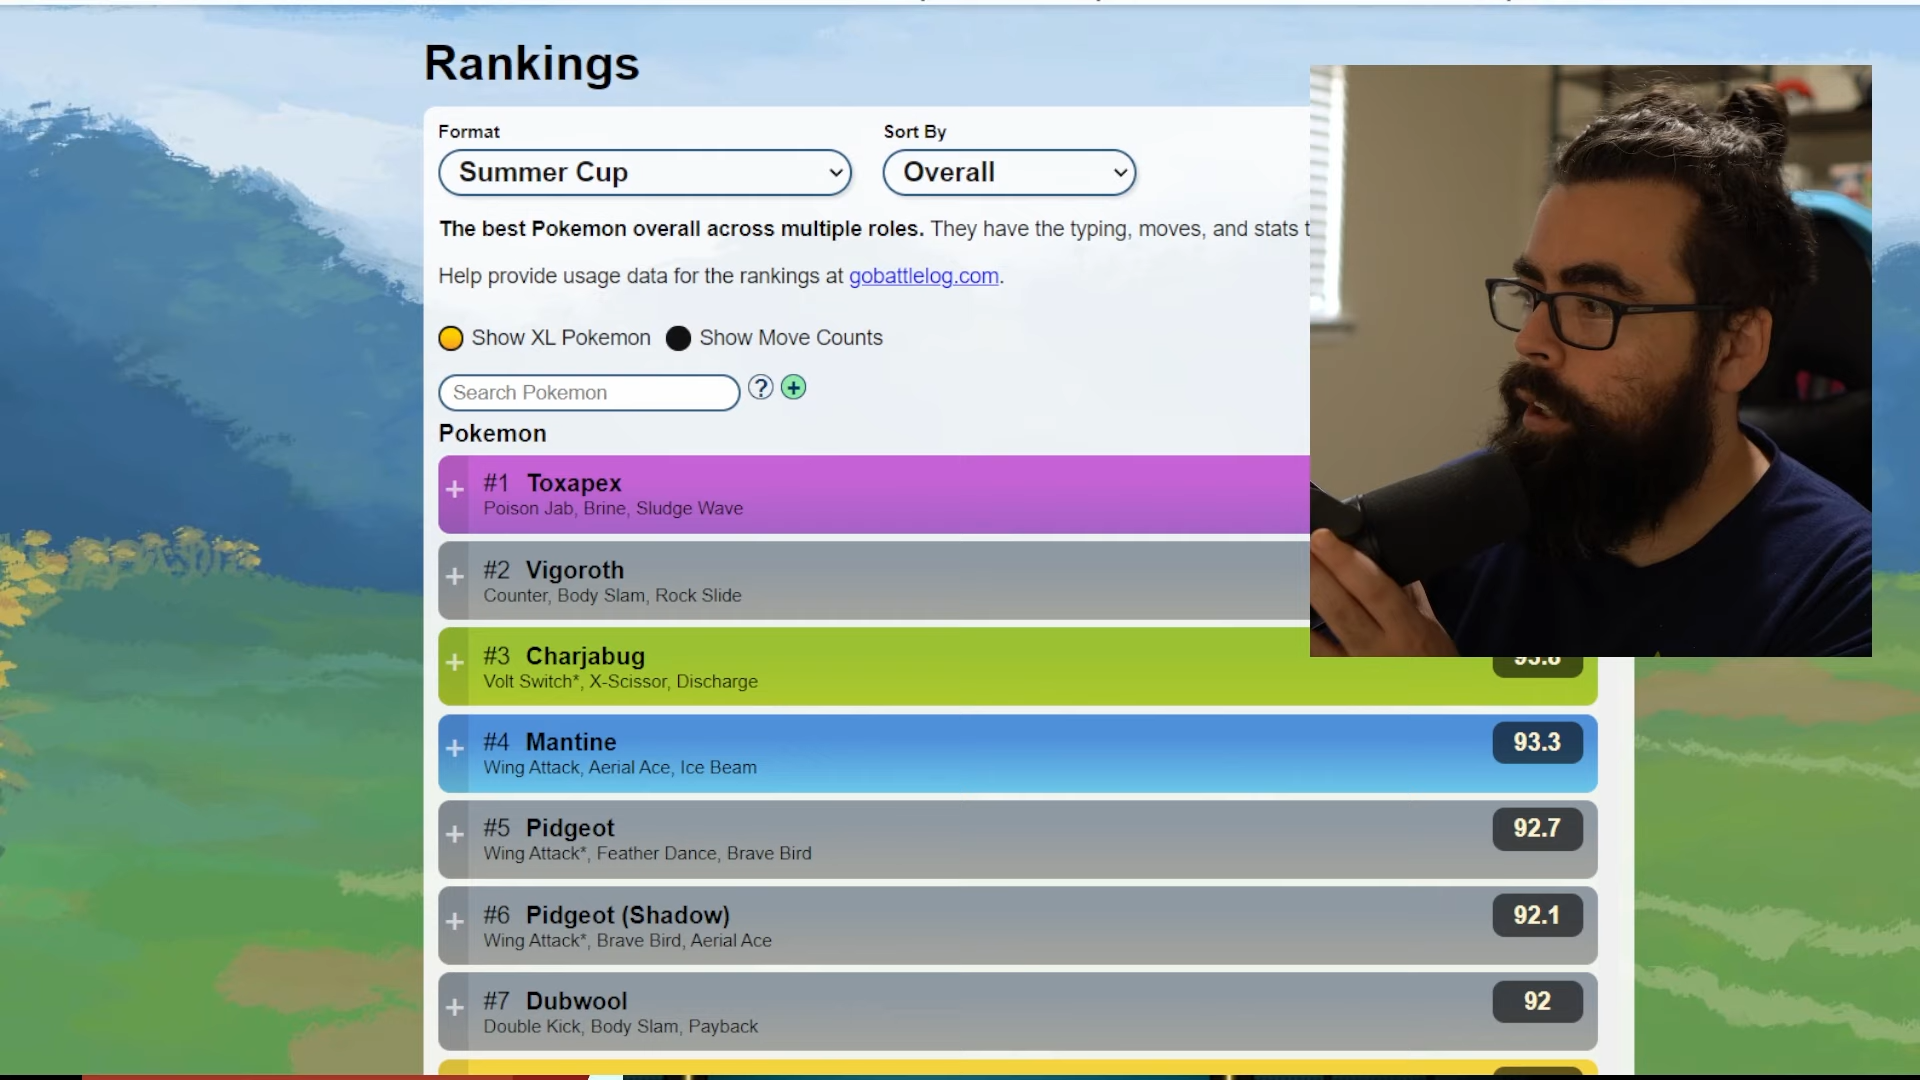 Rankings
Format
Sort By
Summer Cup
Overall
The best Pokemon overall across multiple roles. They have the typing, moves, and stats
Help provide usage data for the rankings at gobattlelog.com.
Show XL Pokemon
Show Move Counts
Search Pokemon
?
+
Pokemon
+ #1 Toxapex
Poison Jab, Brine, Sludge Wave
+ #2 Vigoroth
Counter, Body Slam, Rock Slide
+ #3 Charjabug
Volt Switch*, X-Scissor, Discharge
+ #4 Mantine 93.3
Wing Attack, Aerial Ace, Ice Beam
+ #5 Pidgeot 92.7
Wing Attack*, Feather Dance, Brave Bird
+ #6 Pidgeot (Shadow) 92.1
Wing Attack*, Brave Bird, Aerial Ace
+ #7 Dubwool 92
Double Kick, Body Slam, Payback